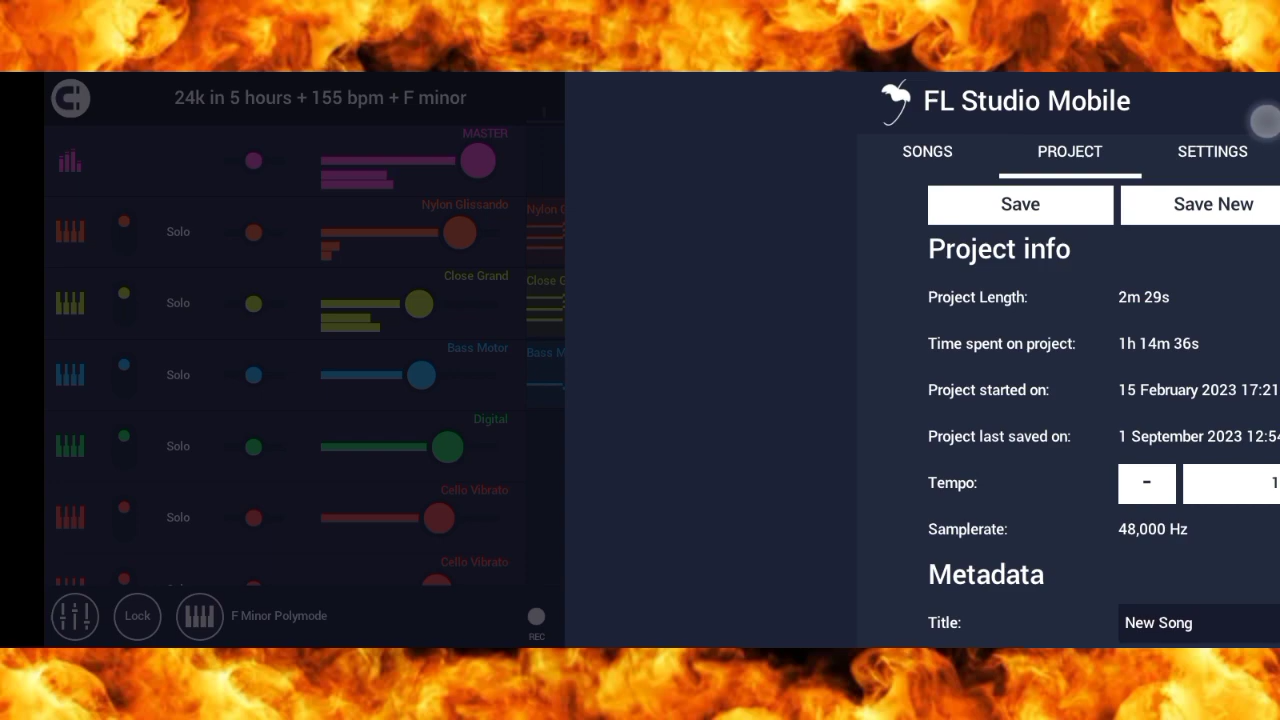 24k in 5 hours + 155 bpm + F minor
MASTER
Nylon Glissando
Solo
Close Grand
Solo
Bass Motor
Solo
Digital
Solo
Cello Vibrato
Solo
Cello Vibrato
Lock
F Minor Polymode
REC
Nylon
Close
Bass
FL Studio Mobile
SONGS
PROJECT
SETTINGS
Save
Save New
Project info
Project Length: 2m 29s
Time spent on project: 1h 14m 36s
Project started on: 15 February 2023 17:21
Project last saved on: 1 September 2023
Tempo: -
Samplerate: 48,000 Hz
Metadata
Title: New Song